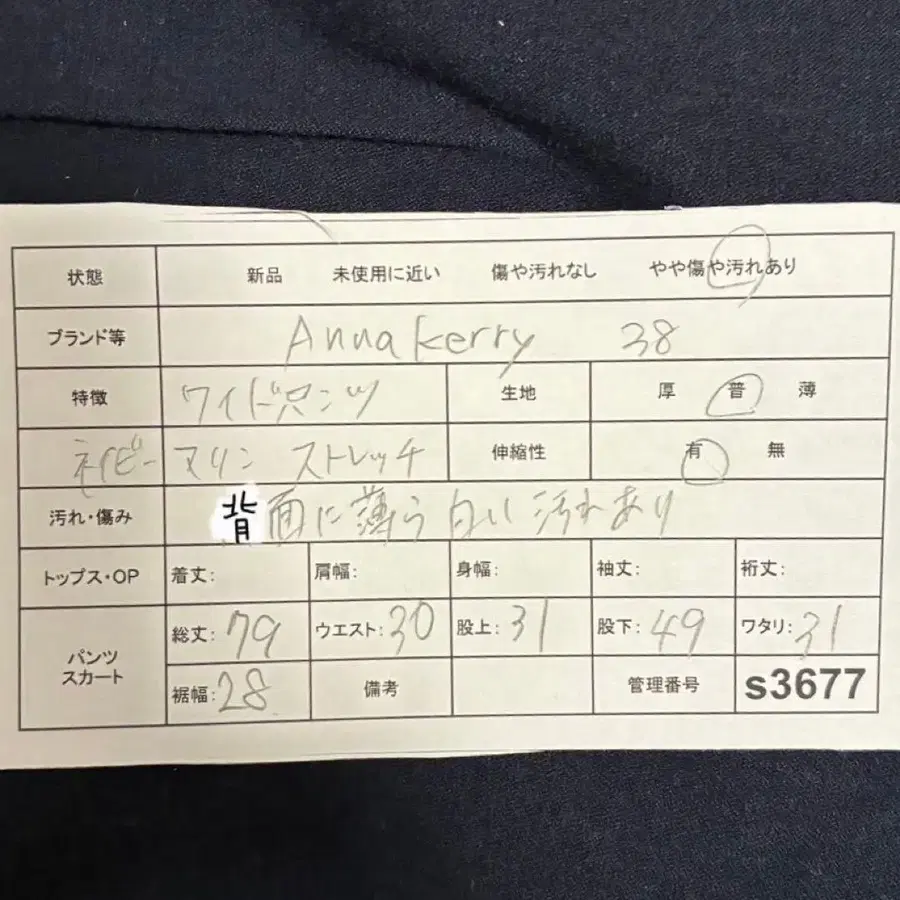 状態 新品 未使用に近い 傷や汚れなし やや傷や汚れあり
ブランド等 Anna Kerry 38
特徴 ワイドパンツ 生地 厚 普 薄
ネイビー マリン ストレッチ 伸縮性 有 無
汚れ・傷み 背面に薄う白い汚れあり
トップス・OP 着丈: 肩幅: 身幅: 袖丈: 裄丈:
パンツ スカート 総丈: 79 ウエスト: 30 股上: 31 股下: 49 ワタリ: 31
裾幅: 28 備考 管理番号 s3677